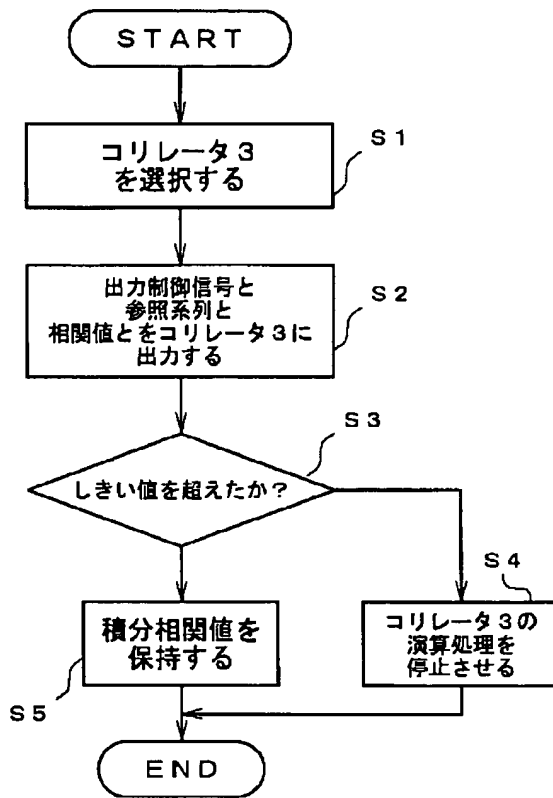 START
コリレータ3
を選択する
S1
出力制御信号と
参照系列と
相関値とをコリレータ3に
出力する
S2
しきい値を超えたか?
S3
コリレータ3の
演算処理を
停止させる
S4
積分相関値を
保持する
S5
END